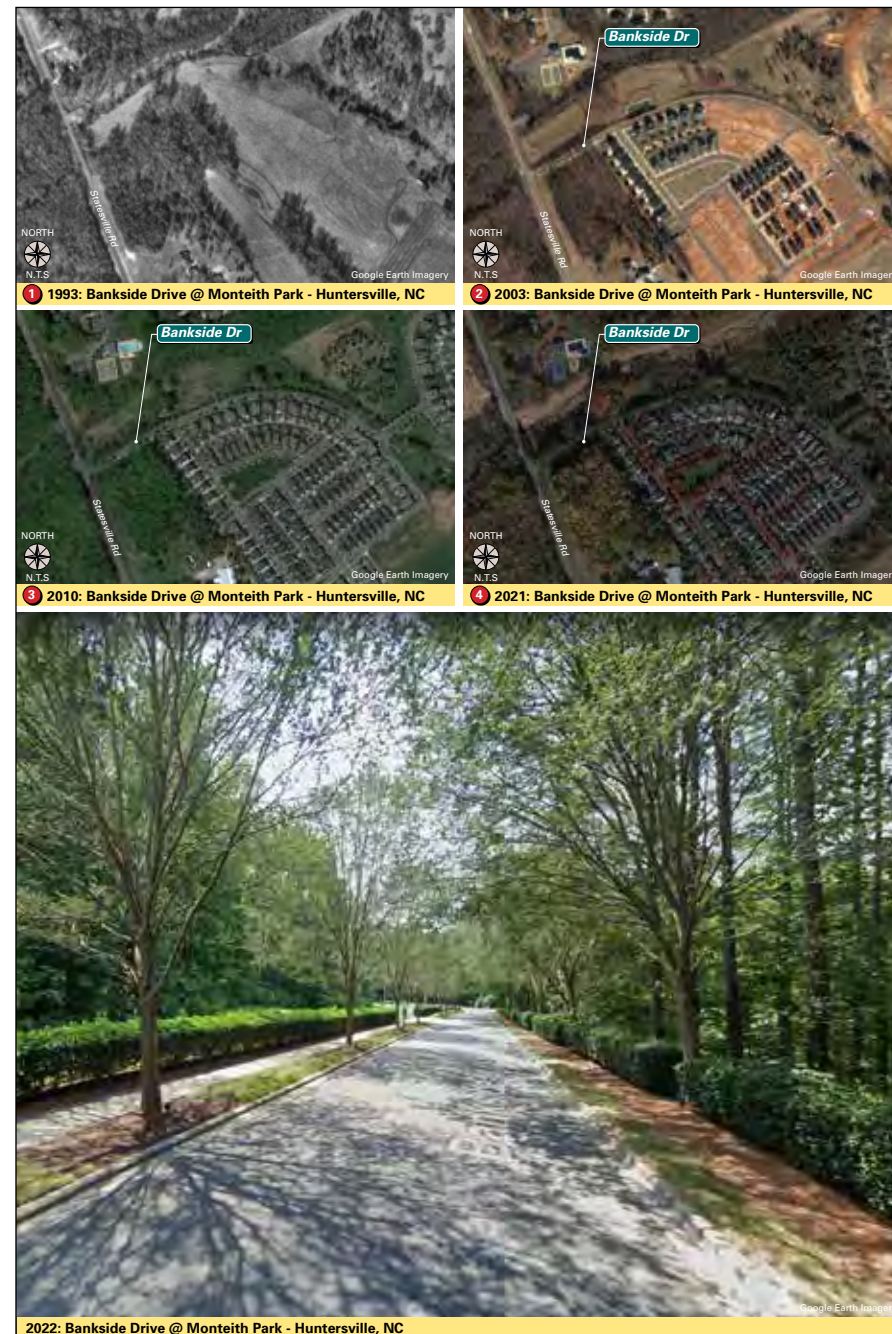 Statesville Rd
NORTH
N.T.S
Google Earth Imagery
1 1993: Bankside Drive @ Monteith Park - Huntersville, NC
Bankside Dr
Statesville Rd
NORTH
N.T.S
Google Earth Imager
2 2003: Bankside Drive @ Monteith Park - Huntersville, NC
Bankside Dr
Statesville Rd
NORTH
N.T.S
Google Earth Imagery
3 2010: Bankside Drive @ Monteith Park - Huntersville, NC
Bankside Dr
Statesville Rd
NORTH
N.T.S
Google Earth Imager
4 2021: Bankside Drive @ Monteith Park - Huntersville, NC
Google Earth Imager
2022: Bankside Drive @ Monteith Park - Huntersville, NC